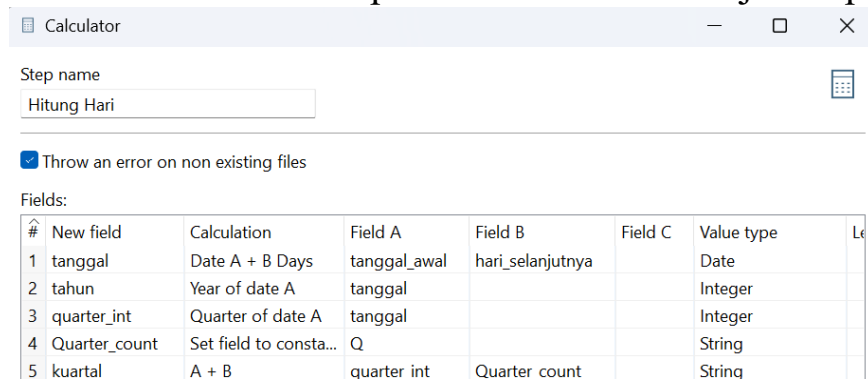 Calculator
Step name
Hitung Hari
Throw an error on non existing files
Fields:
# New field Calculation Field A Field B Field C Value type
1 tanggal Date A + B Days tanggal_awal hari_selanjutnya Date
2 tahun Year of date A tanggal Integer
3 quarter_int Quarter of date A tanggal Integer
4 Quarter_count Set field to consta... Q String
5 kuartal A + B quarter_int Quarter_count String